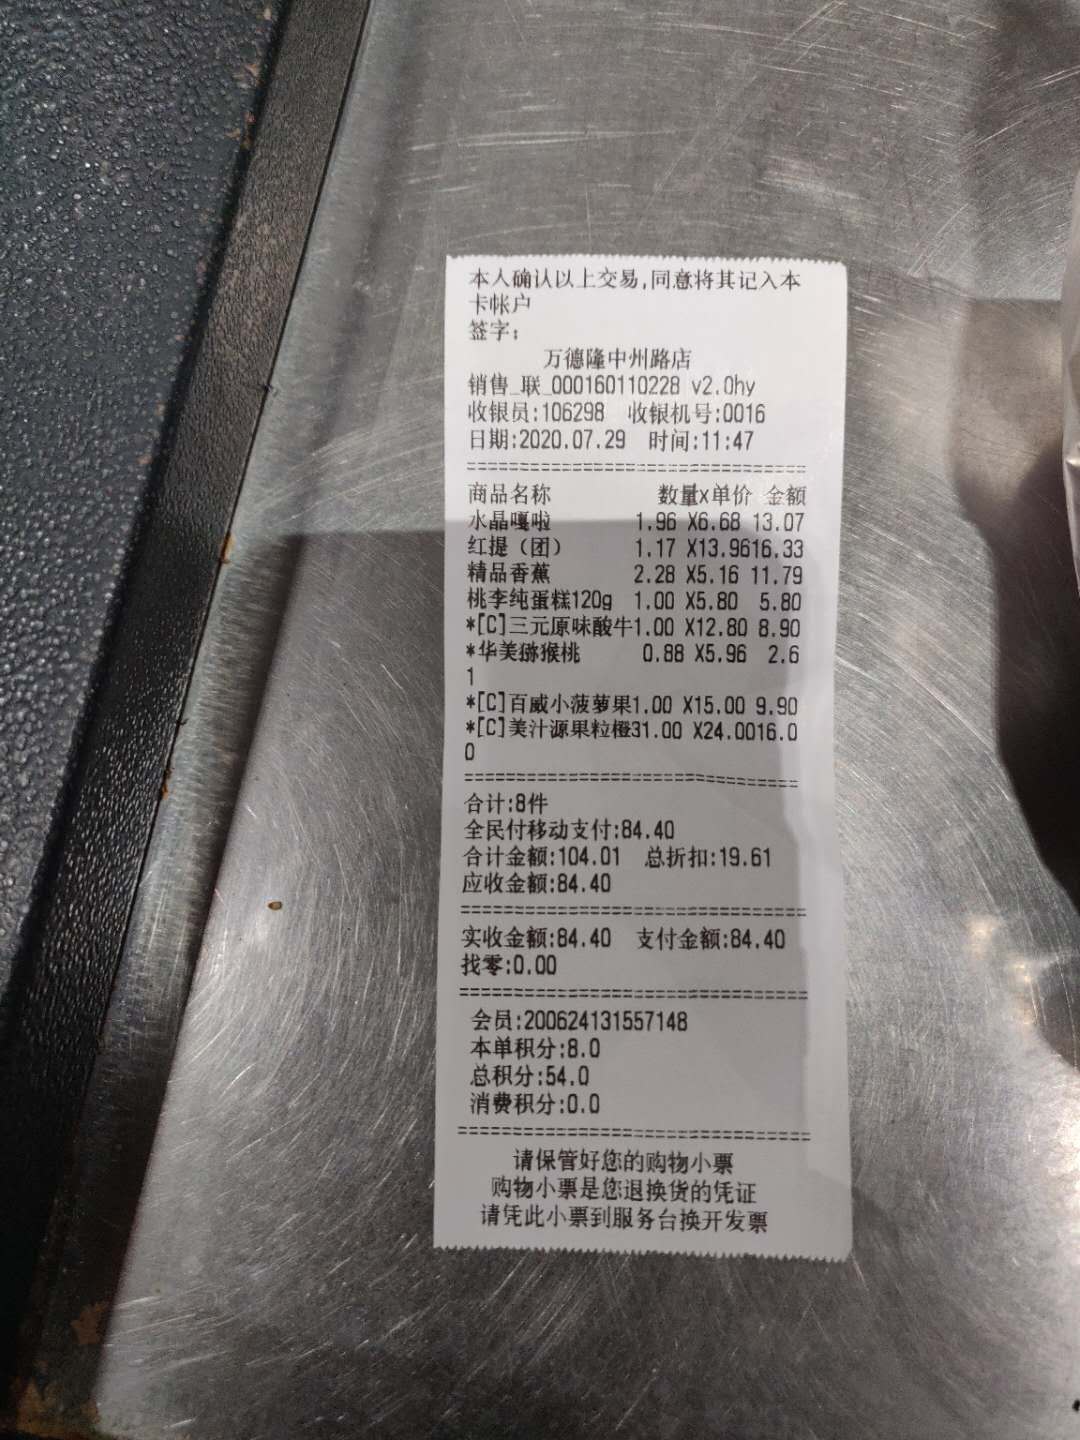 本人确认以上交易,同意将其记入本
卡帐户
签字:
万德隆中州路店
销售_联_000160110228 v2.0hy
收银员:106298 收银机号:0016
日期:2020.07.29 时间:11:47
================================
商品名称 数量x单价 金额
水晶嘎啦 1.96 X6.68 13.07
红提（团） 1.17 X13.9616.33
精品香蕉 2.28 X5.16 11.79
桃李纯蛋糕120g 1.00 X5.80 5.80
*[C]三元原味酸牛1.00 X12.80 8.90
*华美猕猴桃 0.88 X5.96 2.6
1
*[C]百威小菠萝果1.00 X15.00 9.90
*[C]美汁源果粒橙31.00 X24.0016.0
0
================================
合计:8件
全民付移动支付:84.40
合计金额:104.01 总折扣:19.61
应收金额:84.40
================================
实收金额:84.40 支付金额:84.40
找零:0.00
================================
会员:200624131557148
本单积分:8.0
总积分:54.0
消费积分:0.0
================================
请保管好您的购物小票
购物小票是您退换货的凭证
请凭此小票到服务台换开发票